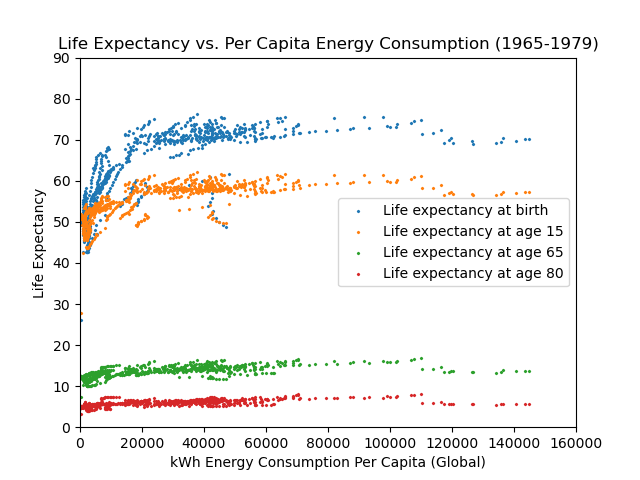 Life Expectancy vs. Per Capita Energy Consumption (1965-1979)
90
80
70
60
50
40
30
20
10
0
Life Expectancy
Life expectancy at birth
Life expectancy at age 15
Life expectancy at age 65
Life expectancy at age 80
0 20000 40000 60000 80000 100000 120000 140000 160000
kWh Energy Consumption Per Capita (Global)